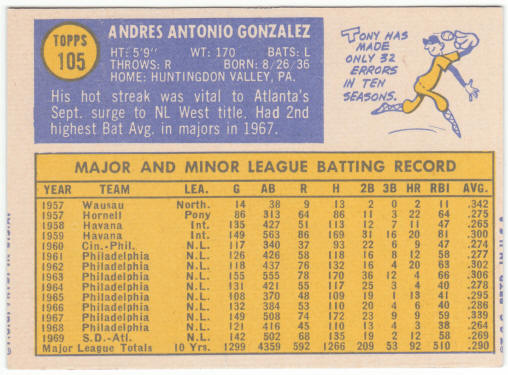 TOPPS
105
ANDRES ANTONIO GONZALEZ
HT: 5'9" WT: 170 BATS: L
THROWS: R BORN: 8/26/36
HOME: HUNTINGDON VALLEY, PA.
His hot streak was vital to Atlanta's
Sept. surge to NL West title. Had 2nd
highest Bat Avg. in majors in 1967.
TONY HAS
MADE
ONLY 32
ERRORS
IN TEN
SEASONS.
MAJOR AND MINOR LEAGUE BATTING RECORD
YEAR TEAM LEA. G AB R H 2B 3B HR RBI AVG.
1957 Wausau North. 14 38 9 13 2 0 2 11 .342
1957 Hornell Pony 86 313 64 86 11 3 22 64 .275
1958 Havana Int. 135 427 51 113 12 7 11 47 .265
1959 Havana Int. 149 563 86 169 31 16 20 81 .300
1960 Cin.-Phil. N.L. 117 340 37 93 22 6 9 47 .274
1961 Philadelphia N.L. 126 426 58 118 16 8 12 58 .277
1962 Philadelphia N.L. 118 437 76 132 16 4 20 63 .302
1963 Philadelphia N.L. 155 555 78 170 36 12 4 66 .306
1964 Philadelphia N.L. 131 421 55 117 25 3 4 40 .278
1965 Philadelphia N.L. 108 370 48 109 19 1 13 41 .295
1966 Philadelphia N.L. 132 384 53 110 20 4 6 40 .286
1967 Philadelphia N.L. 149 508 74 172 23 9 9 59 .339
1968 Philadelphia N.L. 121 416 45 110 13 4 3 38 .264
1969 S.D.-Atl. N.L. 142 502 68 135 19 2 12 58 .269
Major League Totals 10 Yrs. 1299 4359 592 1266 209 53 92 510 .290